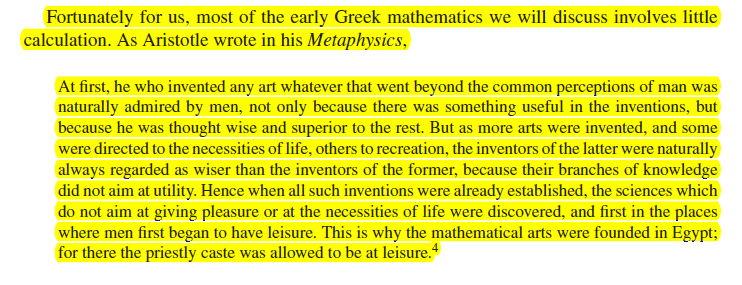 Fortunately for us, most of the early Greek mathematics we will discuss involves little
calculation. As Aristotle wrote in his Metaphysics,
At first, he who invented any art whatever that went beyond the common perceptions of man was
naturally admired by men, not only because there was something useful in the inventions, but
because he was thought wise and superior to the rest. But as more arts were invented, and some
were directed to the necessities of life, others to recreation, the inventors of the latter were naturally
always regarded as wiser than the inventors of the former, because their branches of knowledge
did not aim at utility. Hence when all such inventions were already established, the sciences which
do not aim at giving pleasure or at the necessities of life were discovered, and first in the places
where men first began to have leisure. This is why the mathematical arts were founded in Egypt;
for there the priestly caste was allowed to be at leisure.4